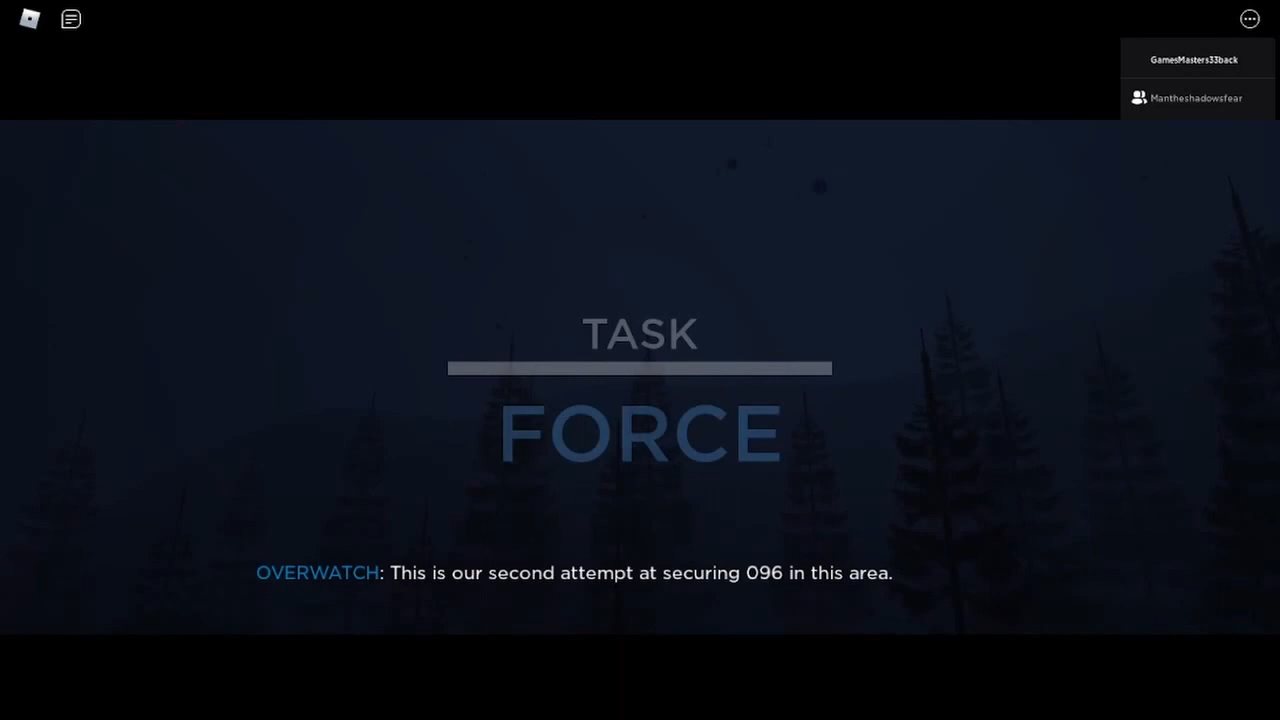 GamesMasters33back
Mantheshadowsfear
TASK
FORCE
OVERWATCH: This is our second attempt at securing 096 in this area.